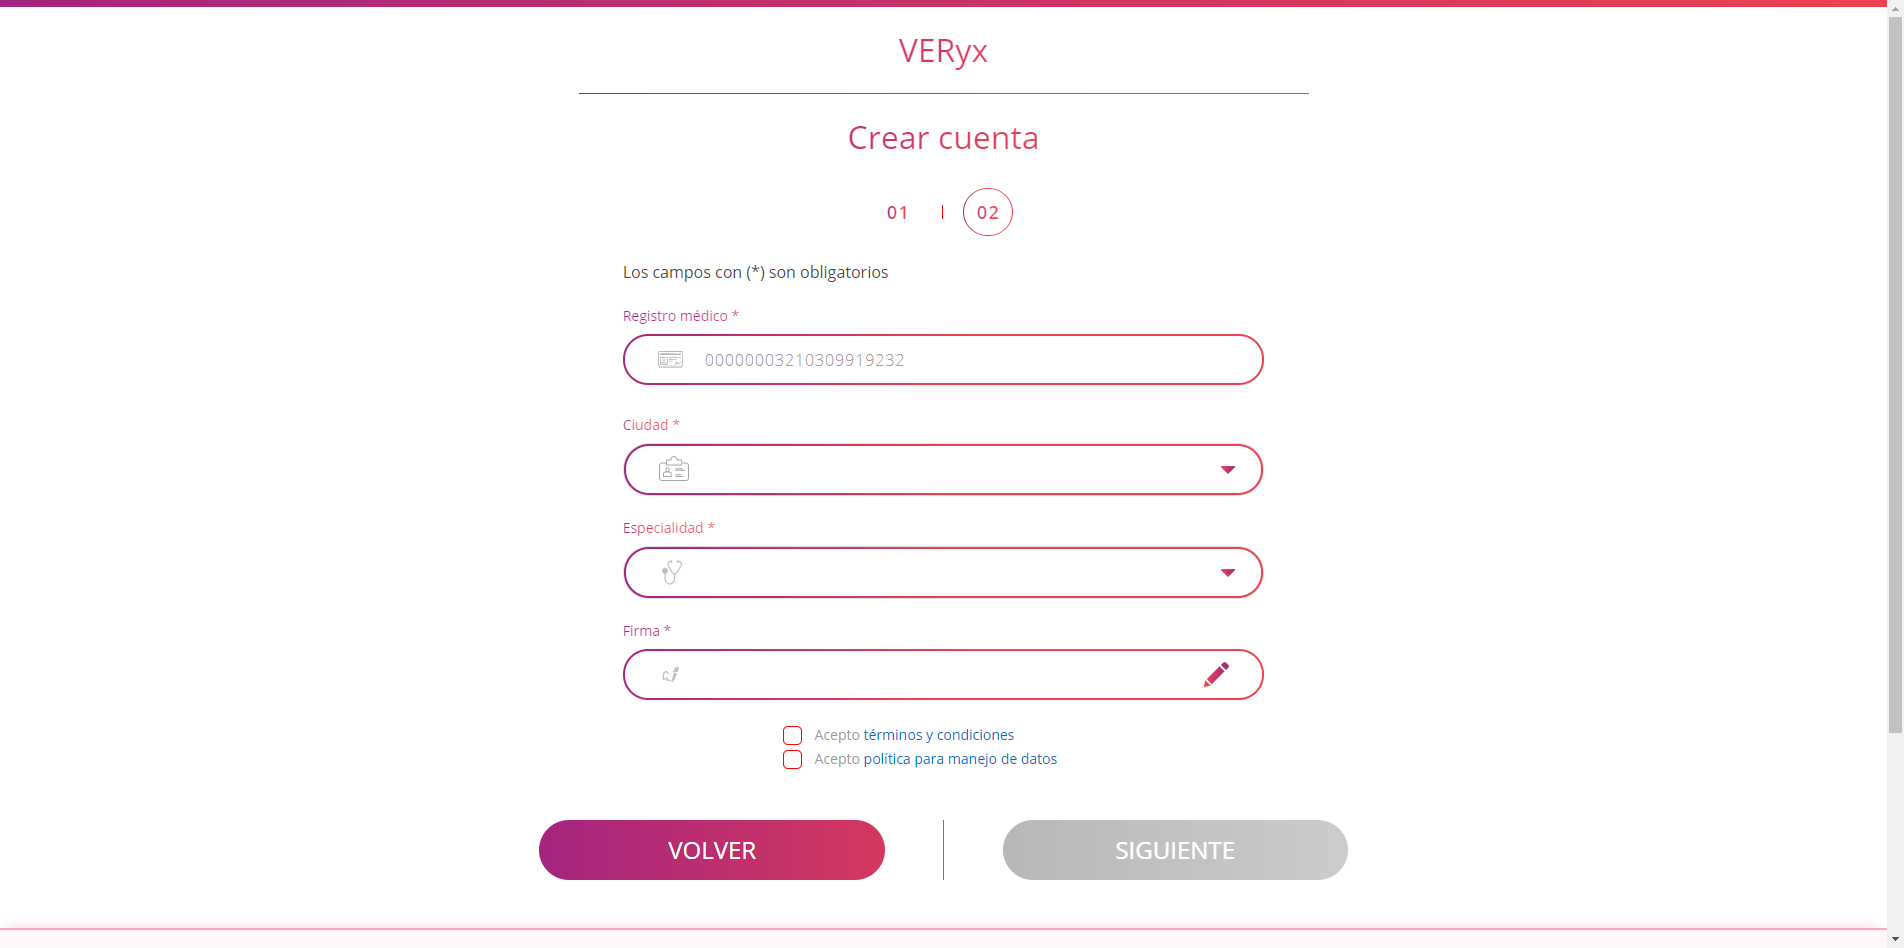 VERyx
Crear cuenta
01 | 02
Los campos con (*) son obligatorios
Registro médico *
00000003210309919232
Ciudad *
Especialidad *
Firma *
Acepto términos y condiciones
Acepto política para manejo de datos
VOLVER
SIGUIENTE